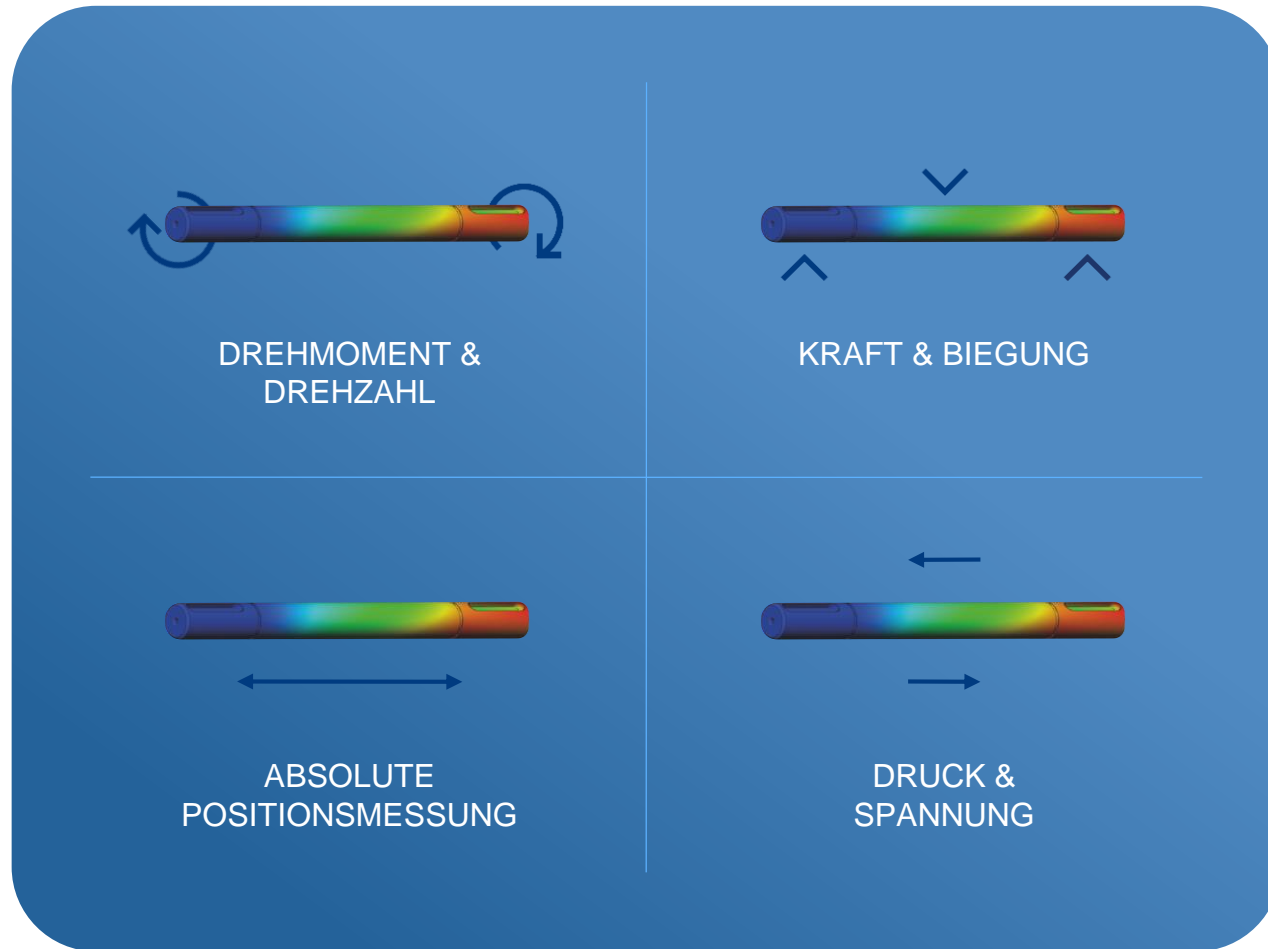 DREHMOMENT &
DREHZAHL
KRAFT & BIEGUNG
ABSOLUTE
POSITIONSMESSUNG
DRUCK &
SPANNUNG